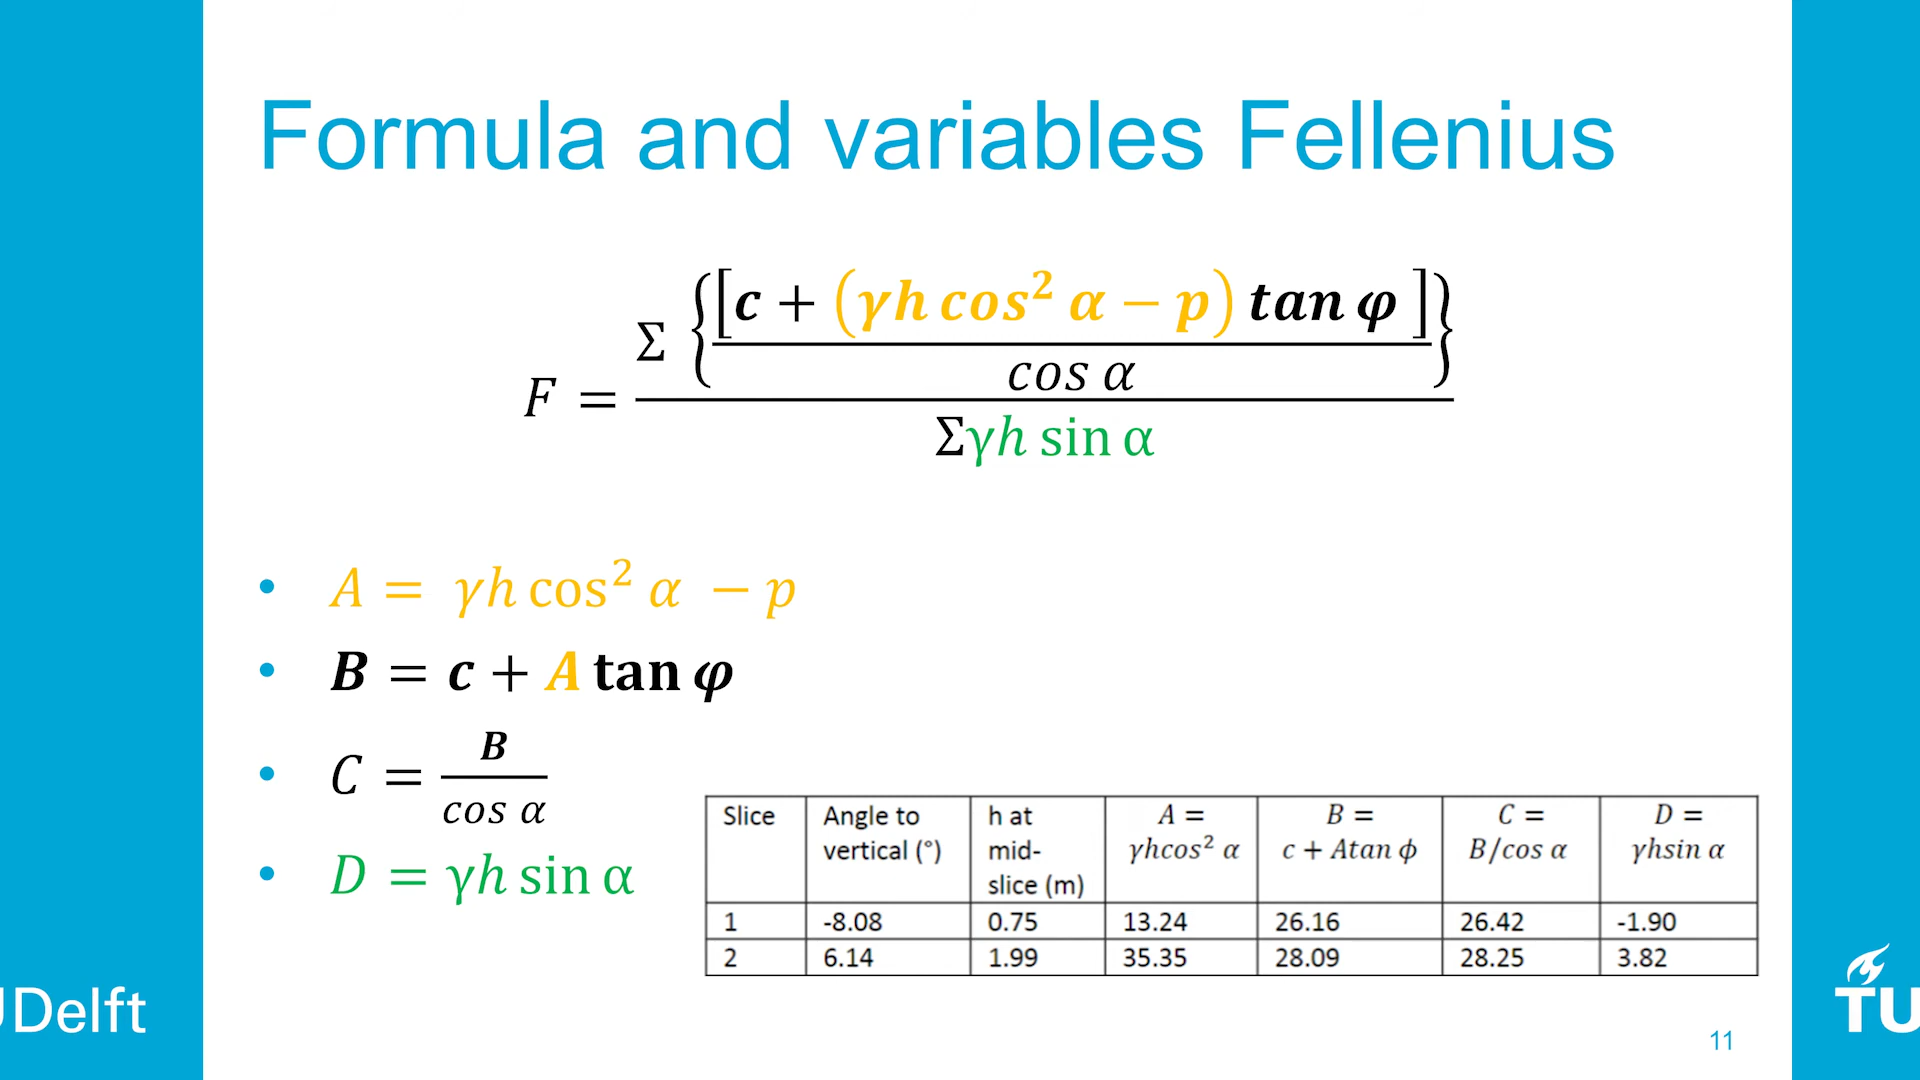 Formula and variables Fellenius
F = Σ {[c + (γh cos² α − p) tan φ ] / cos α} / Σγh sin α
• A = γh cos² α − p
• B = c + A tan φ
• C = B / cos α
• D = γh sin α
Slice | Angle to vertical (°) | h at mid-slice (m) | A = γhcos² α | B = c + Atan ϕ | C = B/cos α | D = γhsin α
1 | -8.08 | 0.75 | 13.24 | 26.16 | 26.42 | -1.90
2 | 6.14 | 1.99 | 35.35 | 28.09 | 28.25 | 3.82
Delft
TU
11